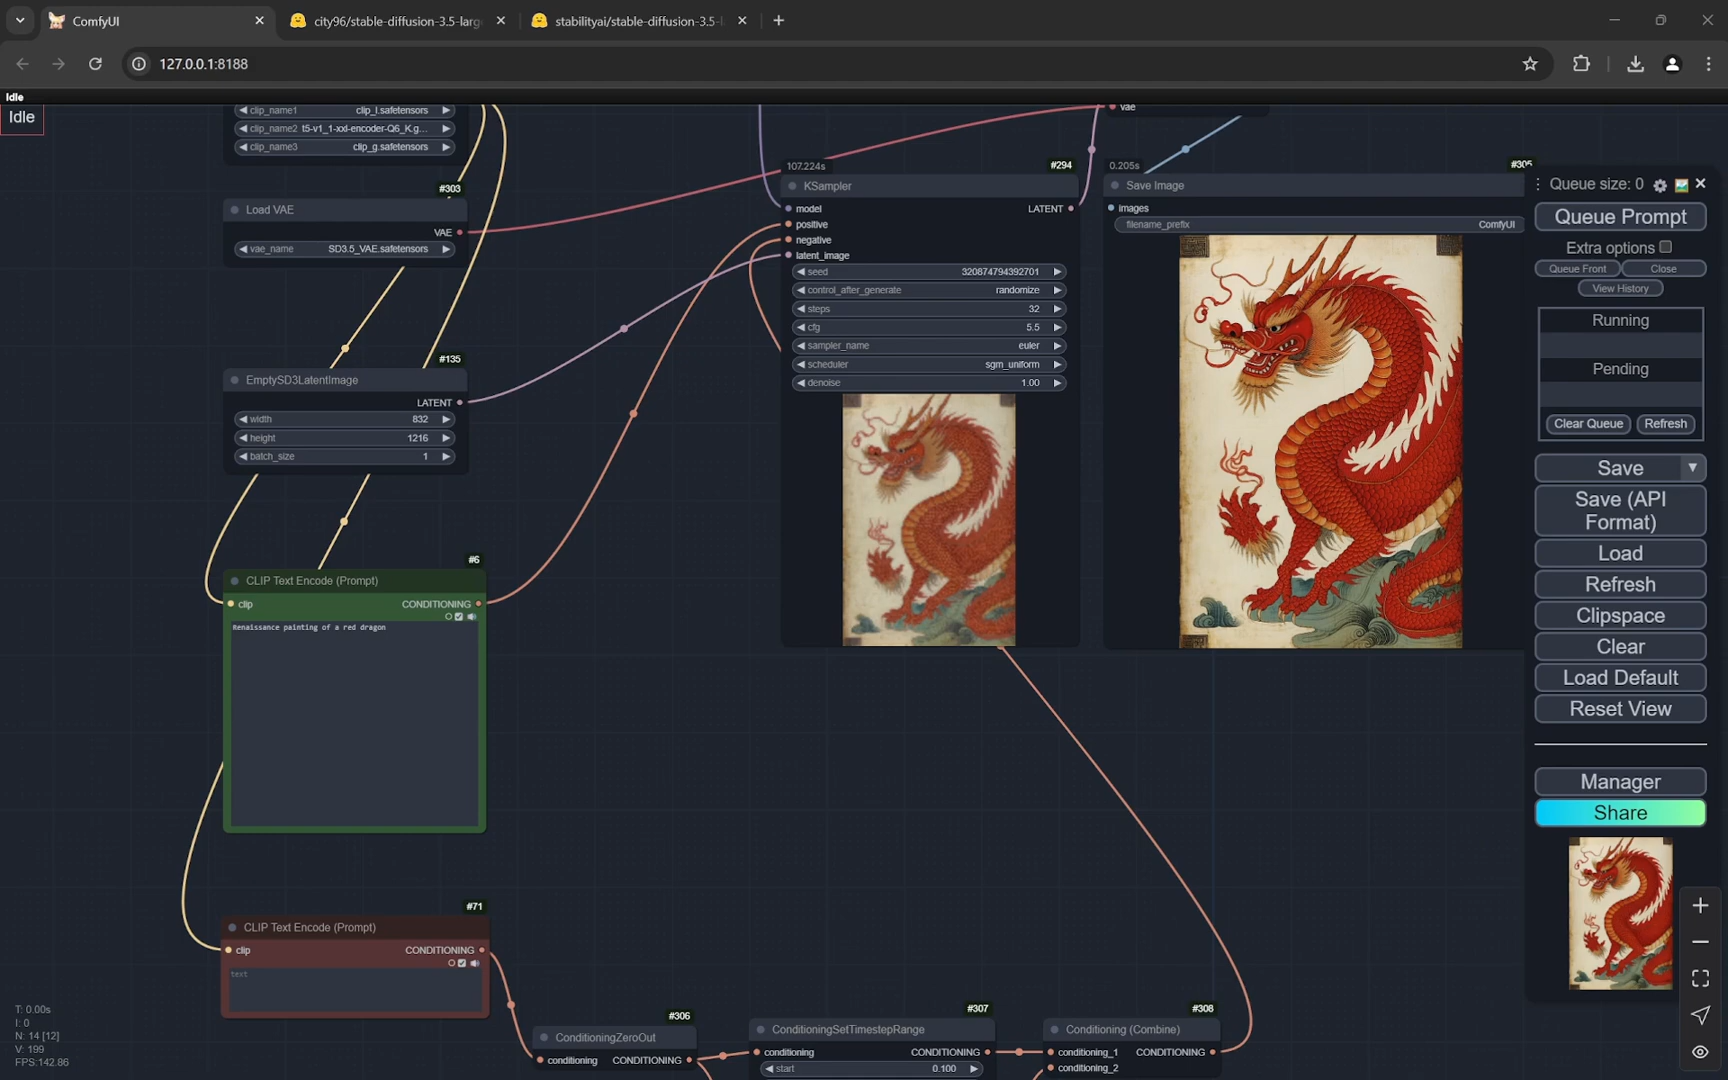 ComfyUI
city96/stable-diffusion-3.5-larg
stabilityai/stable-diffusion-3.5-l
127.0.0.1:8188
Idle
Idle
clip_name1 clip_l.safetensors
clip_name2 t5-v1_1-xxl-encoder-Q6_K.g...
clip_name3 clip_g.safetensors
#303
Load VAE
VAE
vae_name SD3.5_VAE.safetensors
#135
EmptySD3LatentImage
LATENT
width 832
height 1216
batch_size 1
#6
CLIP Text Encode (Prompt)
clip CONDITIONING
Renaissance painting of a red dragon
#71
CLIP Text Encode (Prompt)
clip CONDITIONING
text
#306
ConditioningZeroOut
conditioning CONDITIONING
#307
ConditioningSetTimestepRange
conditioning CONDITIONING
start 0.100
#308
Conditioning (Combine)
conditioning_1 CONDITIONING
conditioning_2
107.224s #294
KSampler
model LATENT
positive
negative
latent_image
seed 320874794392701
control_after_generate randomize
steps 32
cfg 5.5
sampler_name euler
scheduler sgm_uniform
denoise 1.00
vae
0.205s #305
Save Image
images
filename_prefix ComfyUI
Queue size: 0
Queue Prompt
Extra options
Queue Front Close
View History
Running
Pending
Clear Queue Refresh
Save
Save (API
Format)
Load
Refresh
Clipspace
Clear
Load Default
Reset View
Manager
Share
T: 0.00s
I: 0
N: 14 [12]
V: 199
FPS:142.86